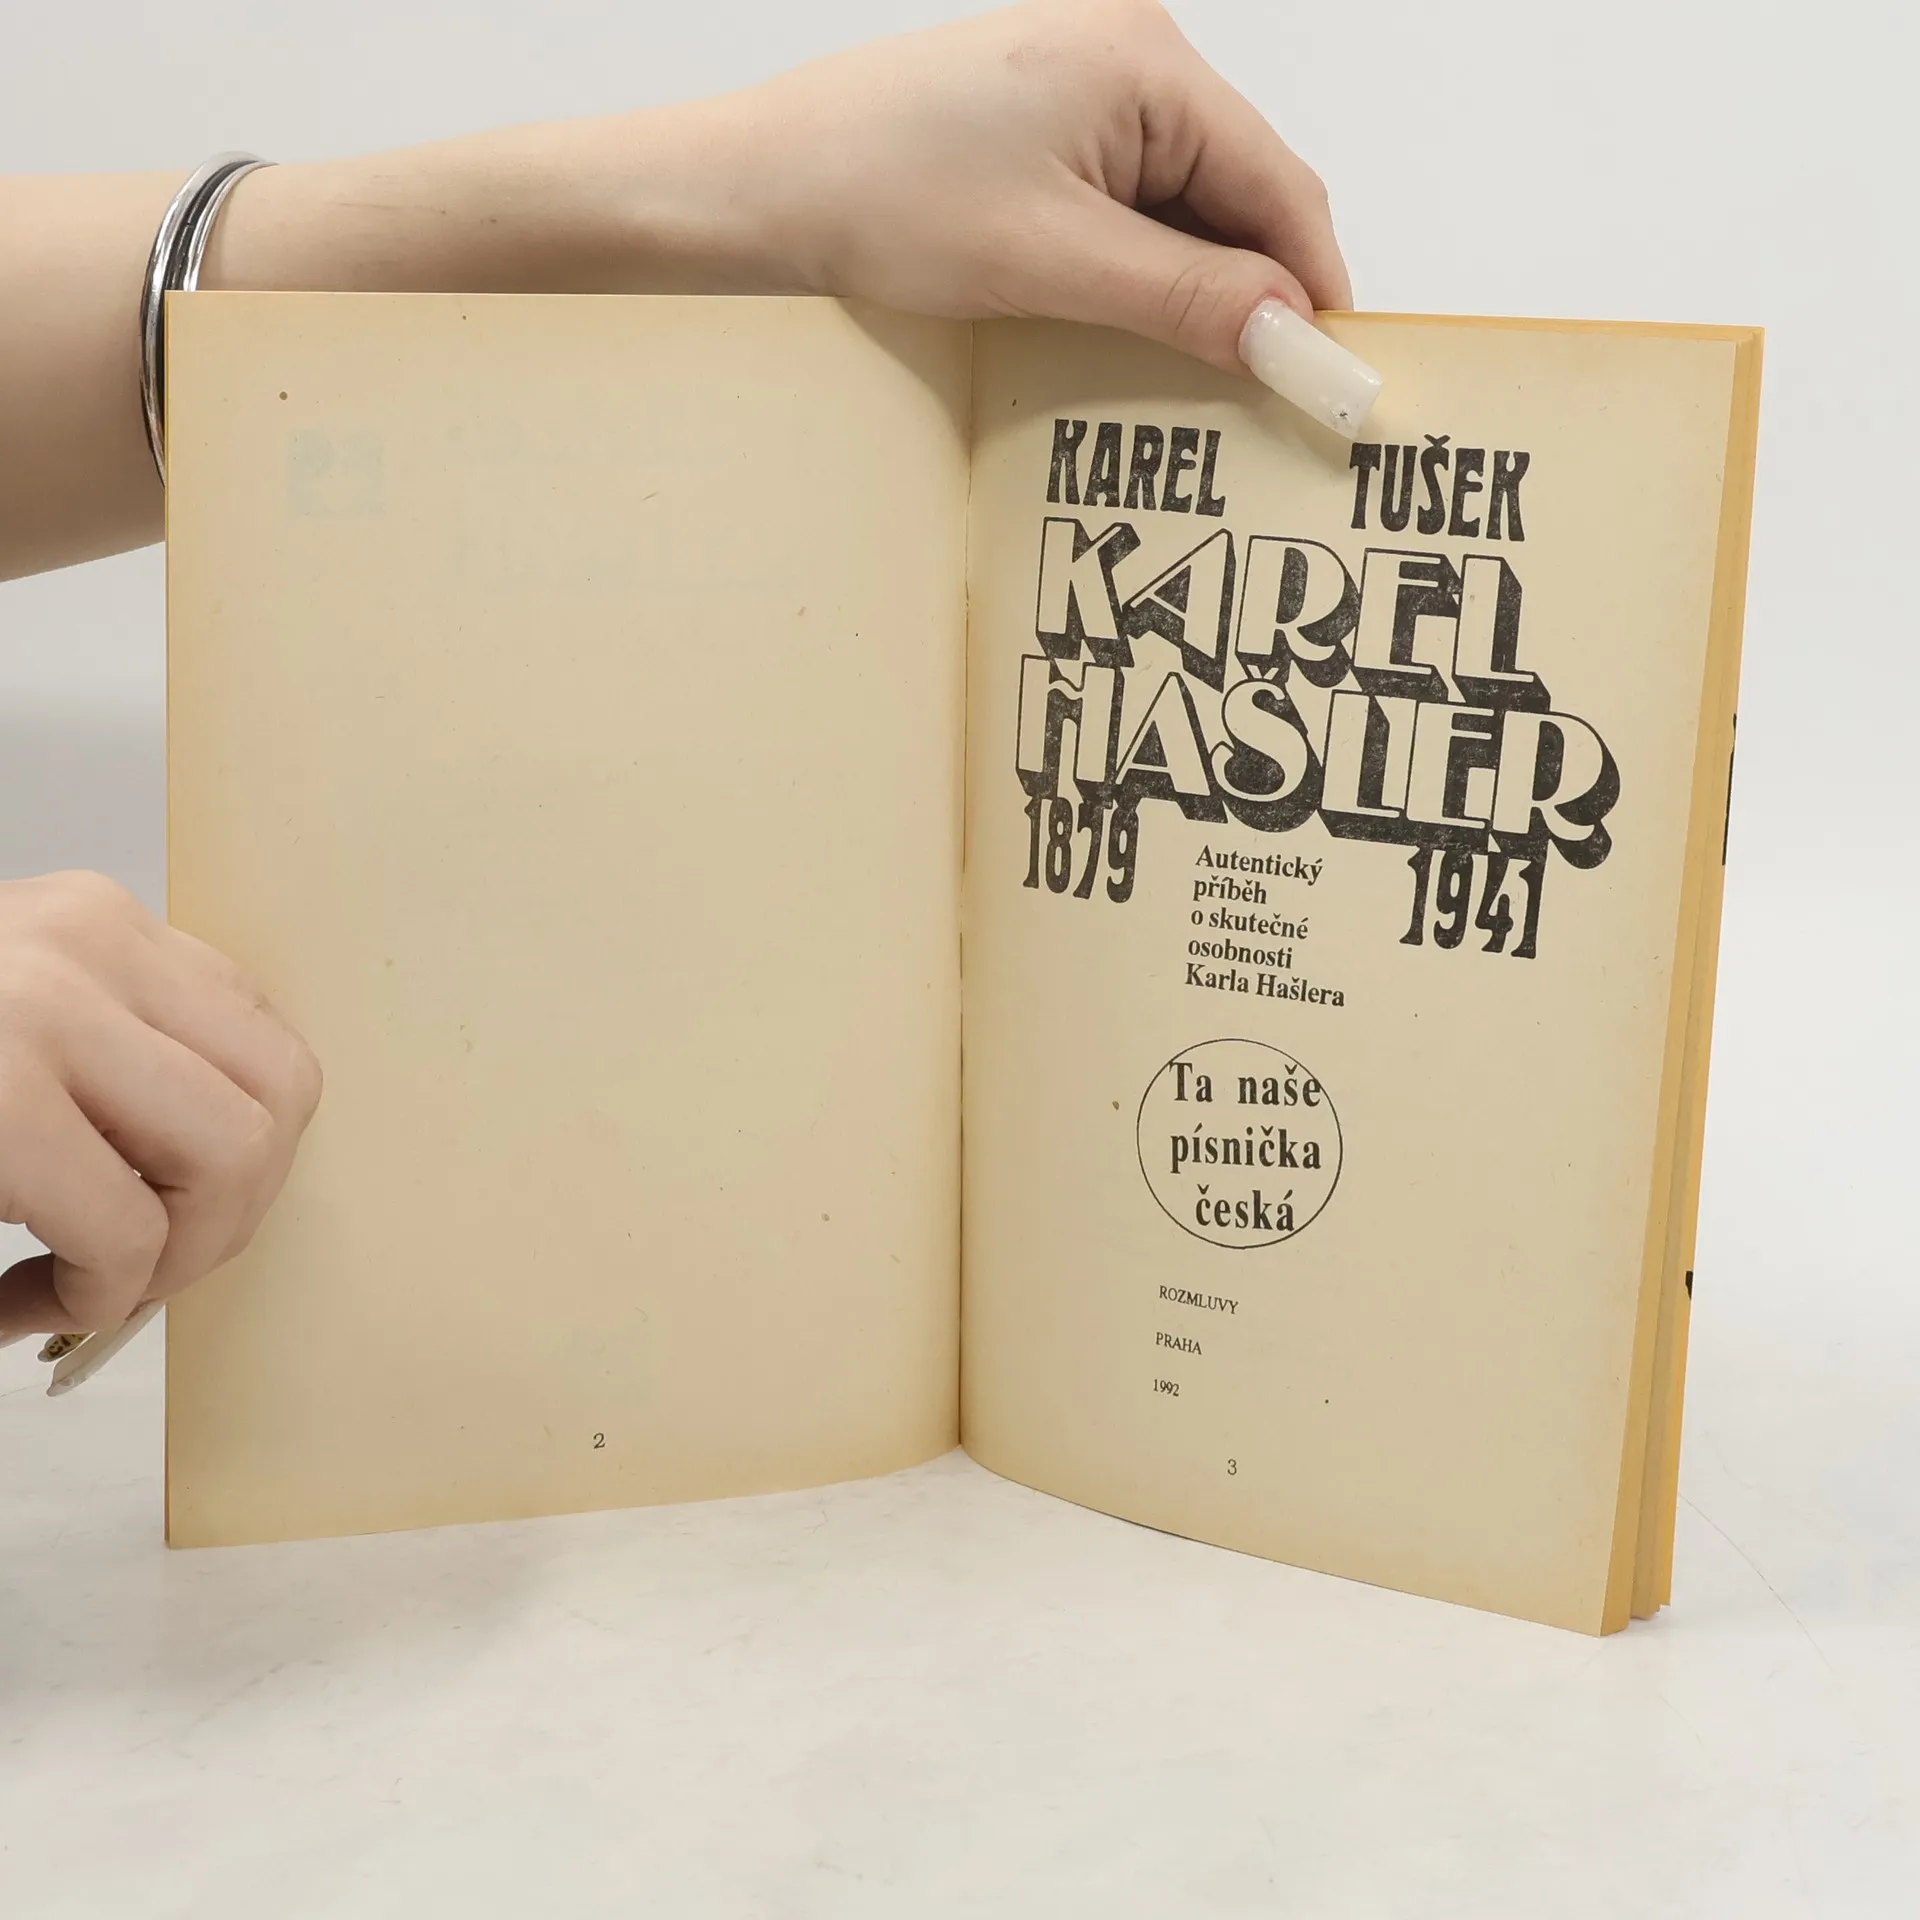 KAREL TUŠEK
KAREL
HAŠLER
1879 1941
Autentický
příběh
o skutečné
osobnosti
Karla Hašlera
Ta naše
písnička
česká
ROZMLUVY
PRAHA
1992
2
3